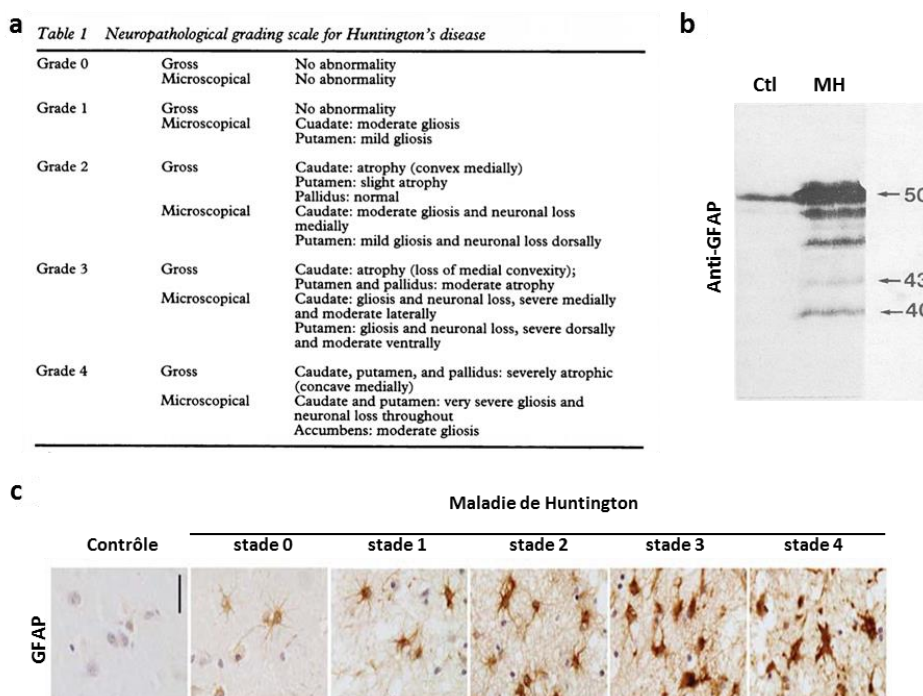 a
Table 1 Neuropathological grading scale for Huntington's disease
Grade 0 Gross No abnormality
Microscopical No abnormality
Grade 1 Gross No abnormality
Microscopical Cuadate: moderate gliosis
Putamen: mild gliosis
Grade 2 Gross Caudate: atrophy (convex medially)
Putamen: slight atrophy
Pallidus: normal
Microscopical Caudate: moderate gliosis and neuronal loss
medially
Putamen: mild gliosis and neuronal loss dorsally
Grade 3 Gross Caudate: atrophy (loss of medial convexity);
Putamen and pallidus: moderate atrophy
Microscopical Caudate: gliosis and neuronal loss, severe medially
and moderate laterally
Putamen: gliosis and neuronal loss, severe dorsally
and moderate ventrally
Grade 4 Gross Caudate, putamen, and pallidus: severely atrophic
(concave medially)
Microscopical Caudate and putamen: very severe gliosis and
neuronal loss throughout
Accumbens: moderate gliosis
b
Ctl MH
Anti-GFAP
50
43
40
c
Maladie de Huntington
Contrôle stade 0 stade 1 stade 2 stade 3 stade 4
GFAP